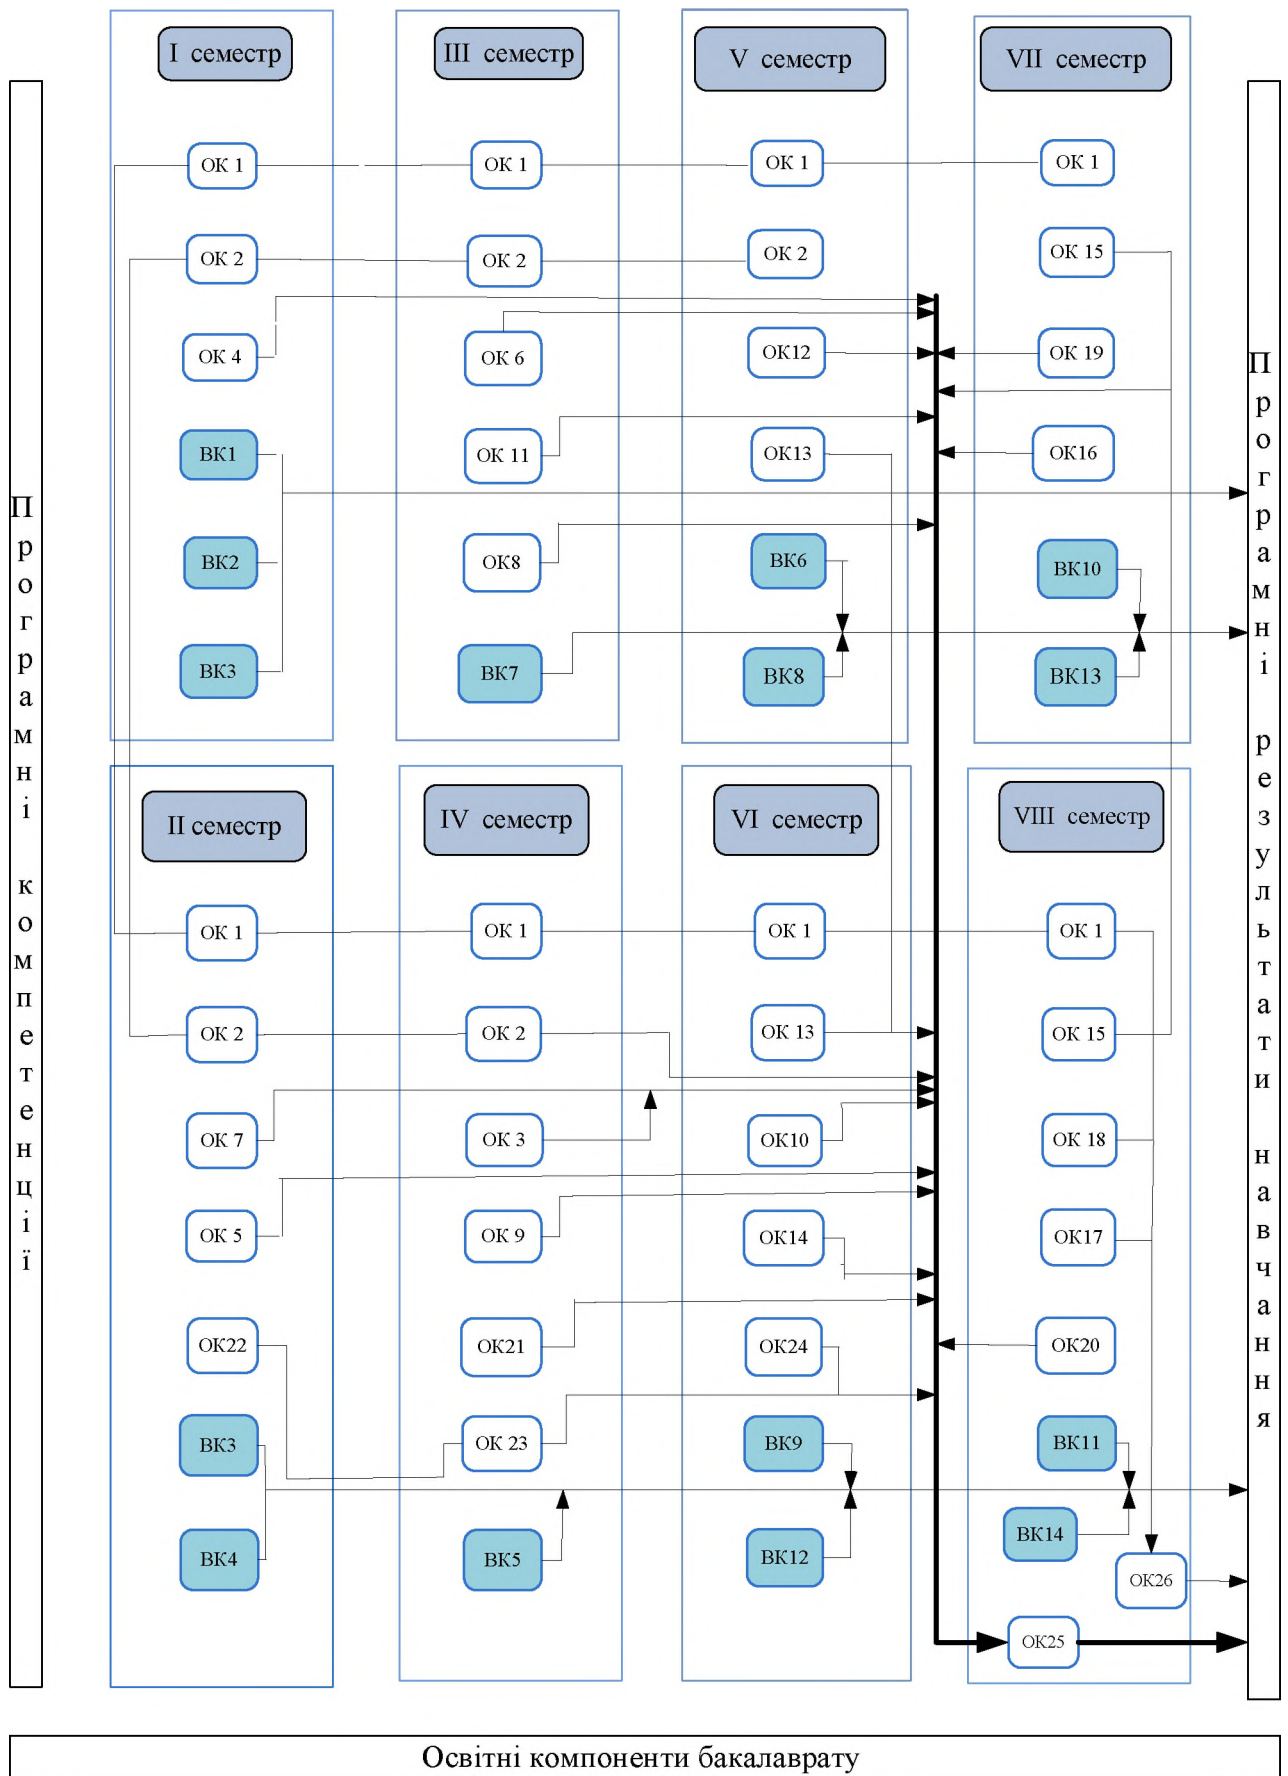 Програмні компетенції
I семестр
ОК 1
ОК 2
ОК 4
ВК1
ВК2
ВК3
III семестр
ОК 1
ОК 2
ОК 6
ОК 11
ОК8
ВК7
V семестр
ОК 1
ОК 2
ОК12
ОК13
ВК6
ВК8
VII семестр
ОК 1
ОК 15
ОК 19
ОК16
ВК10
ВК13
II семестр
ОК 1
ОК 2
ОК 7
ОК 5
ОК22
ВК3
ВК4
IV семестр
ОК 1
ОК 2
ОК 3
ОК 9
ОК21
ОК 23
ВК5
VI семестр
ОК 1
ОК 13
ОК10
ОК14
ОК24
ВК9
ВК12
VIII семестр
ОК 1
ОК 15
ОК 18
ОК17
ОК20
ВК11
ВК14
ОК26
ОК25
Програмні результати навчання
Освітні компоненти бакалаврату